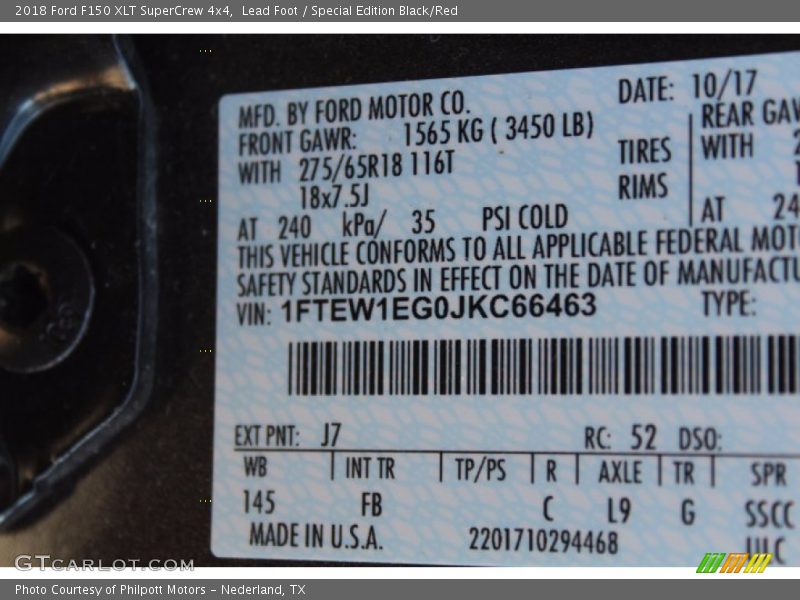 2018 Ford F150 XLT SuperCrew 4x4,  Lead Foot / Special Edition Black/Red
MFD. BY FORD MOTOR CO.
DATE: 10/17
FRONT GAWR: 1565 KG ( 3450 LB)
REAR GAW
WITH 275/65R18 116T
TIRES
WITH 2
18x7.5J
RIMS
AT 240 kPa/ 35 PSI COLD
AT 24
THIS VEHICLE CONFORMS TO ALL APPLICABLE FEDERAL MOT
SAFETY STANDARDS IN EFFECT ON THE DATE OF MANUFACTU
VIN: 1FTEW1EG0JKC66463
TYPE:
EXT PNT: J7
RC: 52 DSO:
WB INT TR TP/PS R AXLE TR SPR
145 FB C L9 G SSCC
MADE IN U.S.A. 2201710294468
GTCarlot.com
Photo Courtesy of Philpott Motors – Nederland, TX